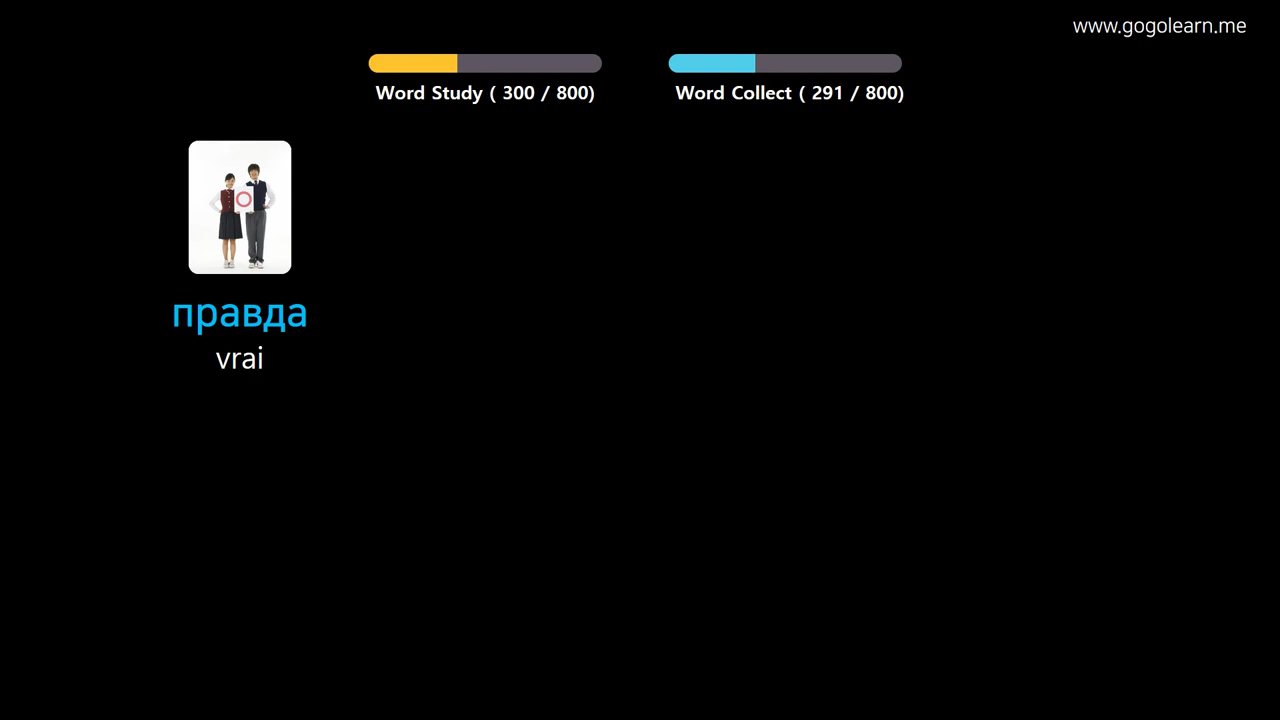 www.gogolearn.me
Word Study ( 300 / 800)
Word Collect ( 291 / 800)
правда
vrai